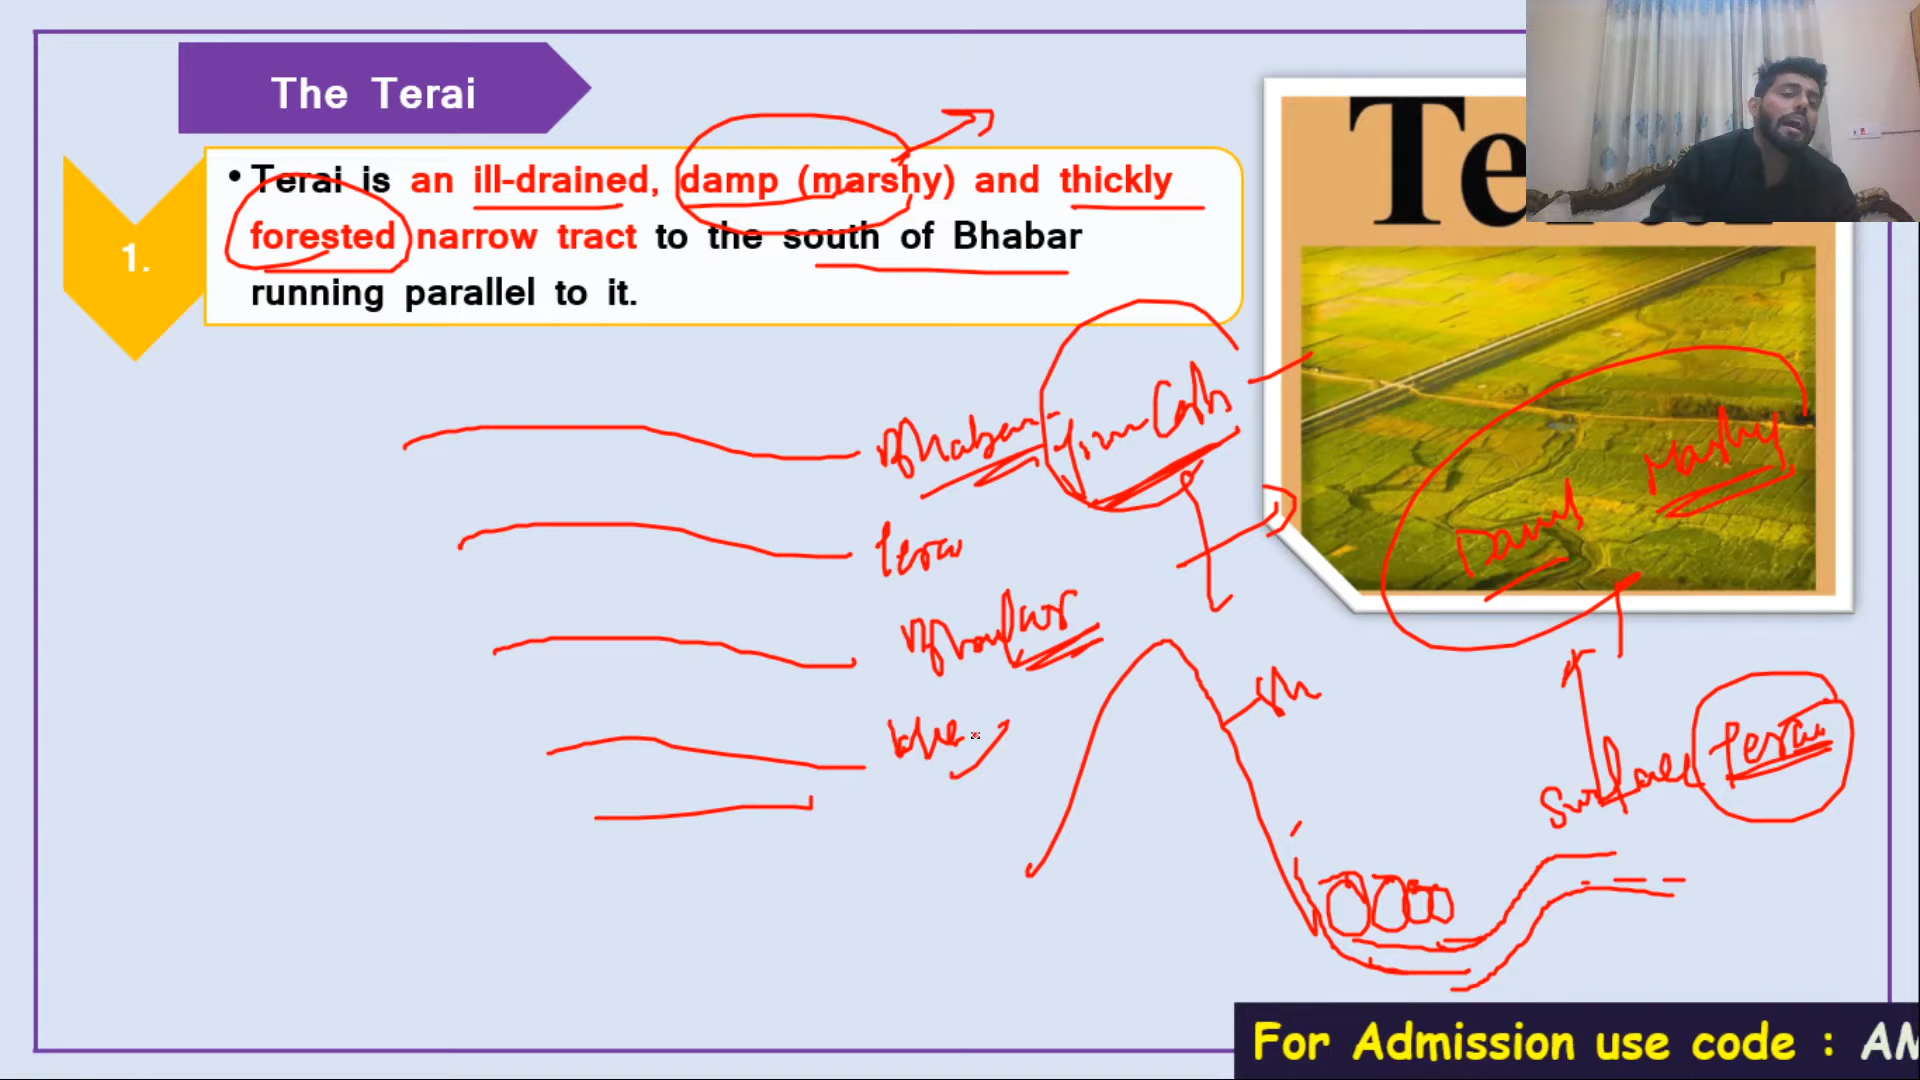 The Terai
1.
• Terai is an ill-drained, damp (marshy) and thickly
forested narrow tract to the south of Bhabar
running parallel to it.
Te
Bhabar
Terai
Marshy
Damp
Surface Terai
For Admission use code : AM